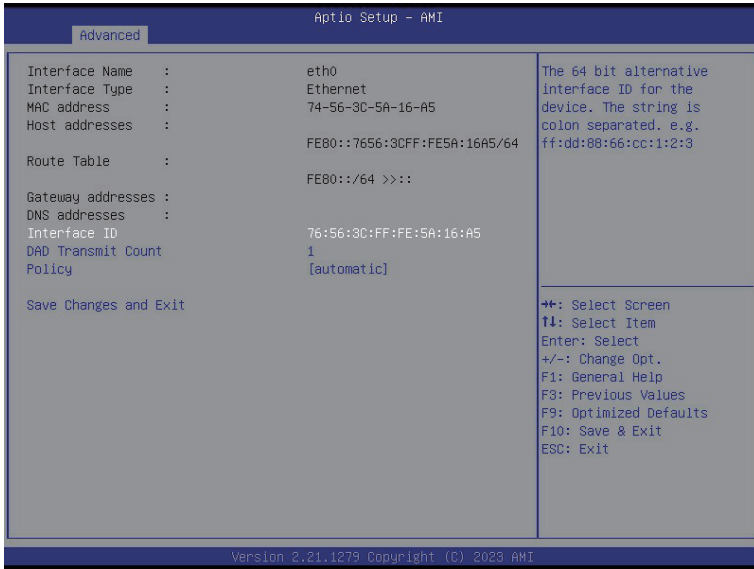 Aptio Setup – AMI
Advanced
Interface Name : eth0
Interface Type : Ethernet
MAC address : 74-56-3C-5A-16-A5
Host addresses :
FE80::7656:3CFF:FE5A:16A5/64
Route Table :
FE80::/64 >>::
Gateway addresses :
DNS addresses :
Interface ID 76:56:3C:FF:FE:5A:16:A5
DAD Transmit Count 1
Policy [automatic]
Save Changes and Exit
The 64 bit alternative
interface ID for the
device. The string is
colon separated. e.g.
ff:dd:88:66:cc:1:2:3
→←: Select Screen
↑↓: Select Item
Enter: Select
+/-: Change Opt.
F1: General Help
F3: Previous Values
F9: Optimized Defaults
F10: Save & Exit
ESC: Exit
Version 2.21.1279 Copyright (C) 2023 AMI